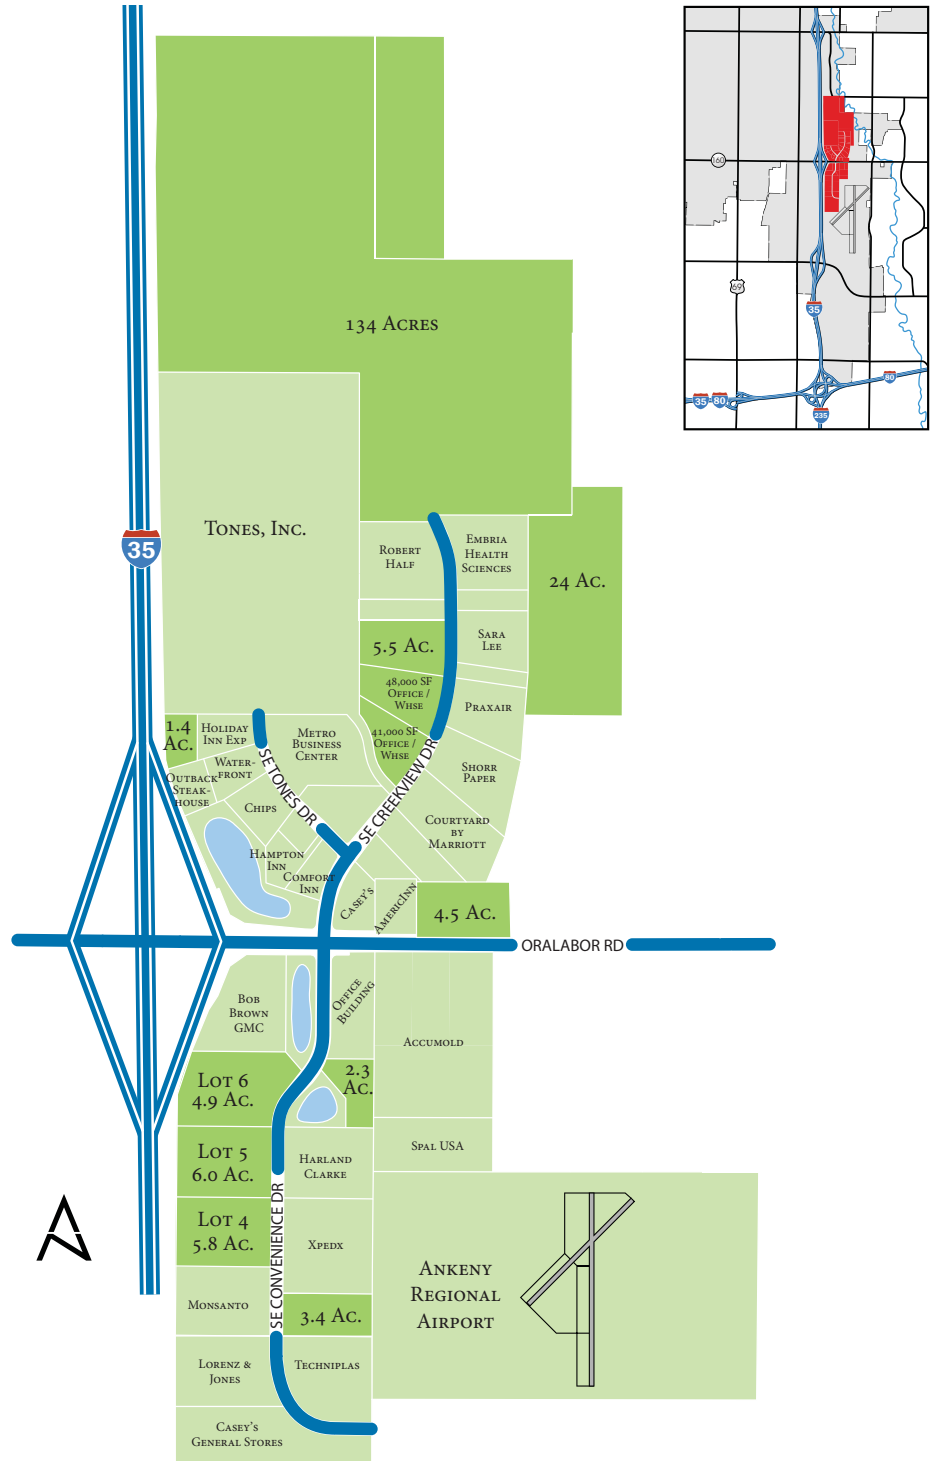 160
69
35
35
80
80
235
134 Acres
Tones, Inc.
35
Robert
Half
Embria
Health
Sciences
24 Ac.
5.5 Ac.
Sara
Lee
48,000 SF
Office /
Whse
Praxair
1.4
Ac.
Holiday
Inn Exp
Metro
Business
Center
41,000 SF
Office /
Whse
Water-
front
Outback
Steak-
house
Shorr
Paper
SE TONES DR
SE CREEKVIEW DR
Chips
Courtyard
by
Marriott
Hampton
Inn
Comfort
Inn
Casey's
AmericInn
4.5 Ac.
ORALABOR RD
Bob
Brown
GMC
Office
Building
Accumold
Lot 6
4.9 Ac.
2.3
Ac.
Lot 5
6.0 Ac.
Harland
Clarke
Spal USA
SE CONVENIENCE DR
Lot 4
5.8 Ac.
Xpedx
Ankeny
Regional
Airport
Monsanto
3.4 Ac.
Lorenz &
Jones
Techniplas
Casey's
General Stores